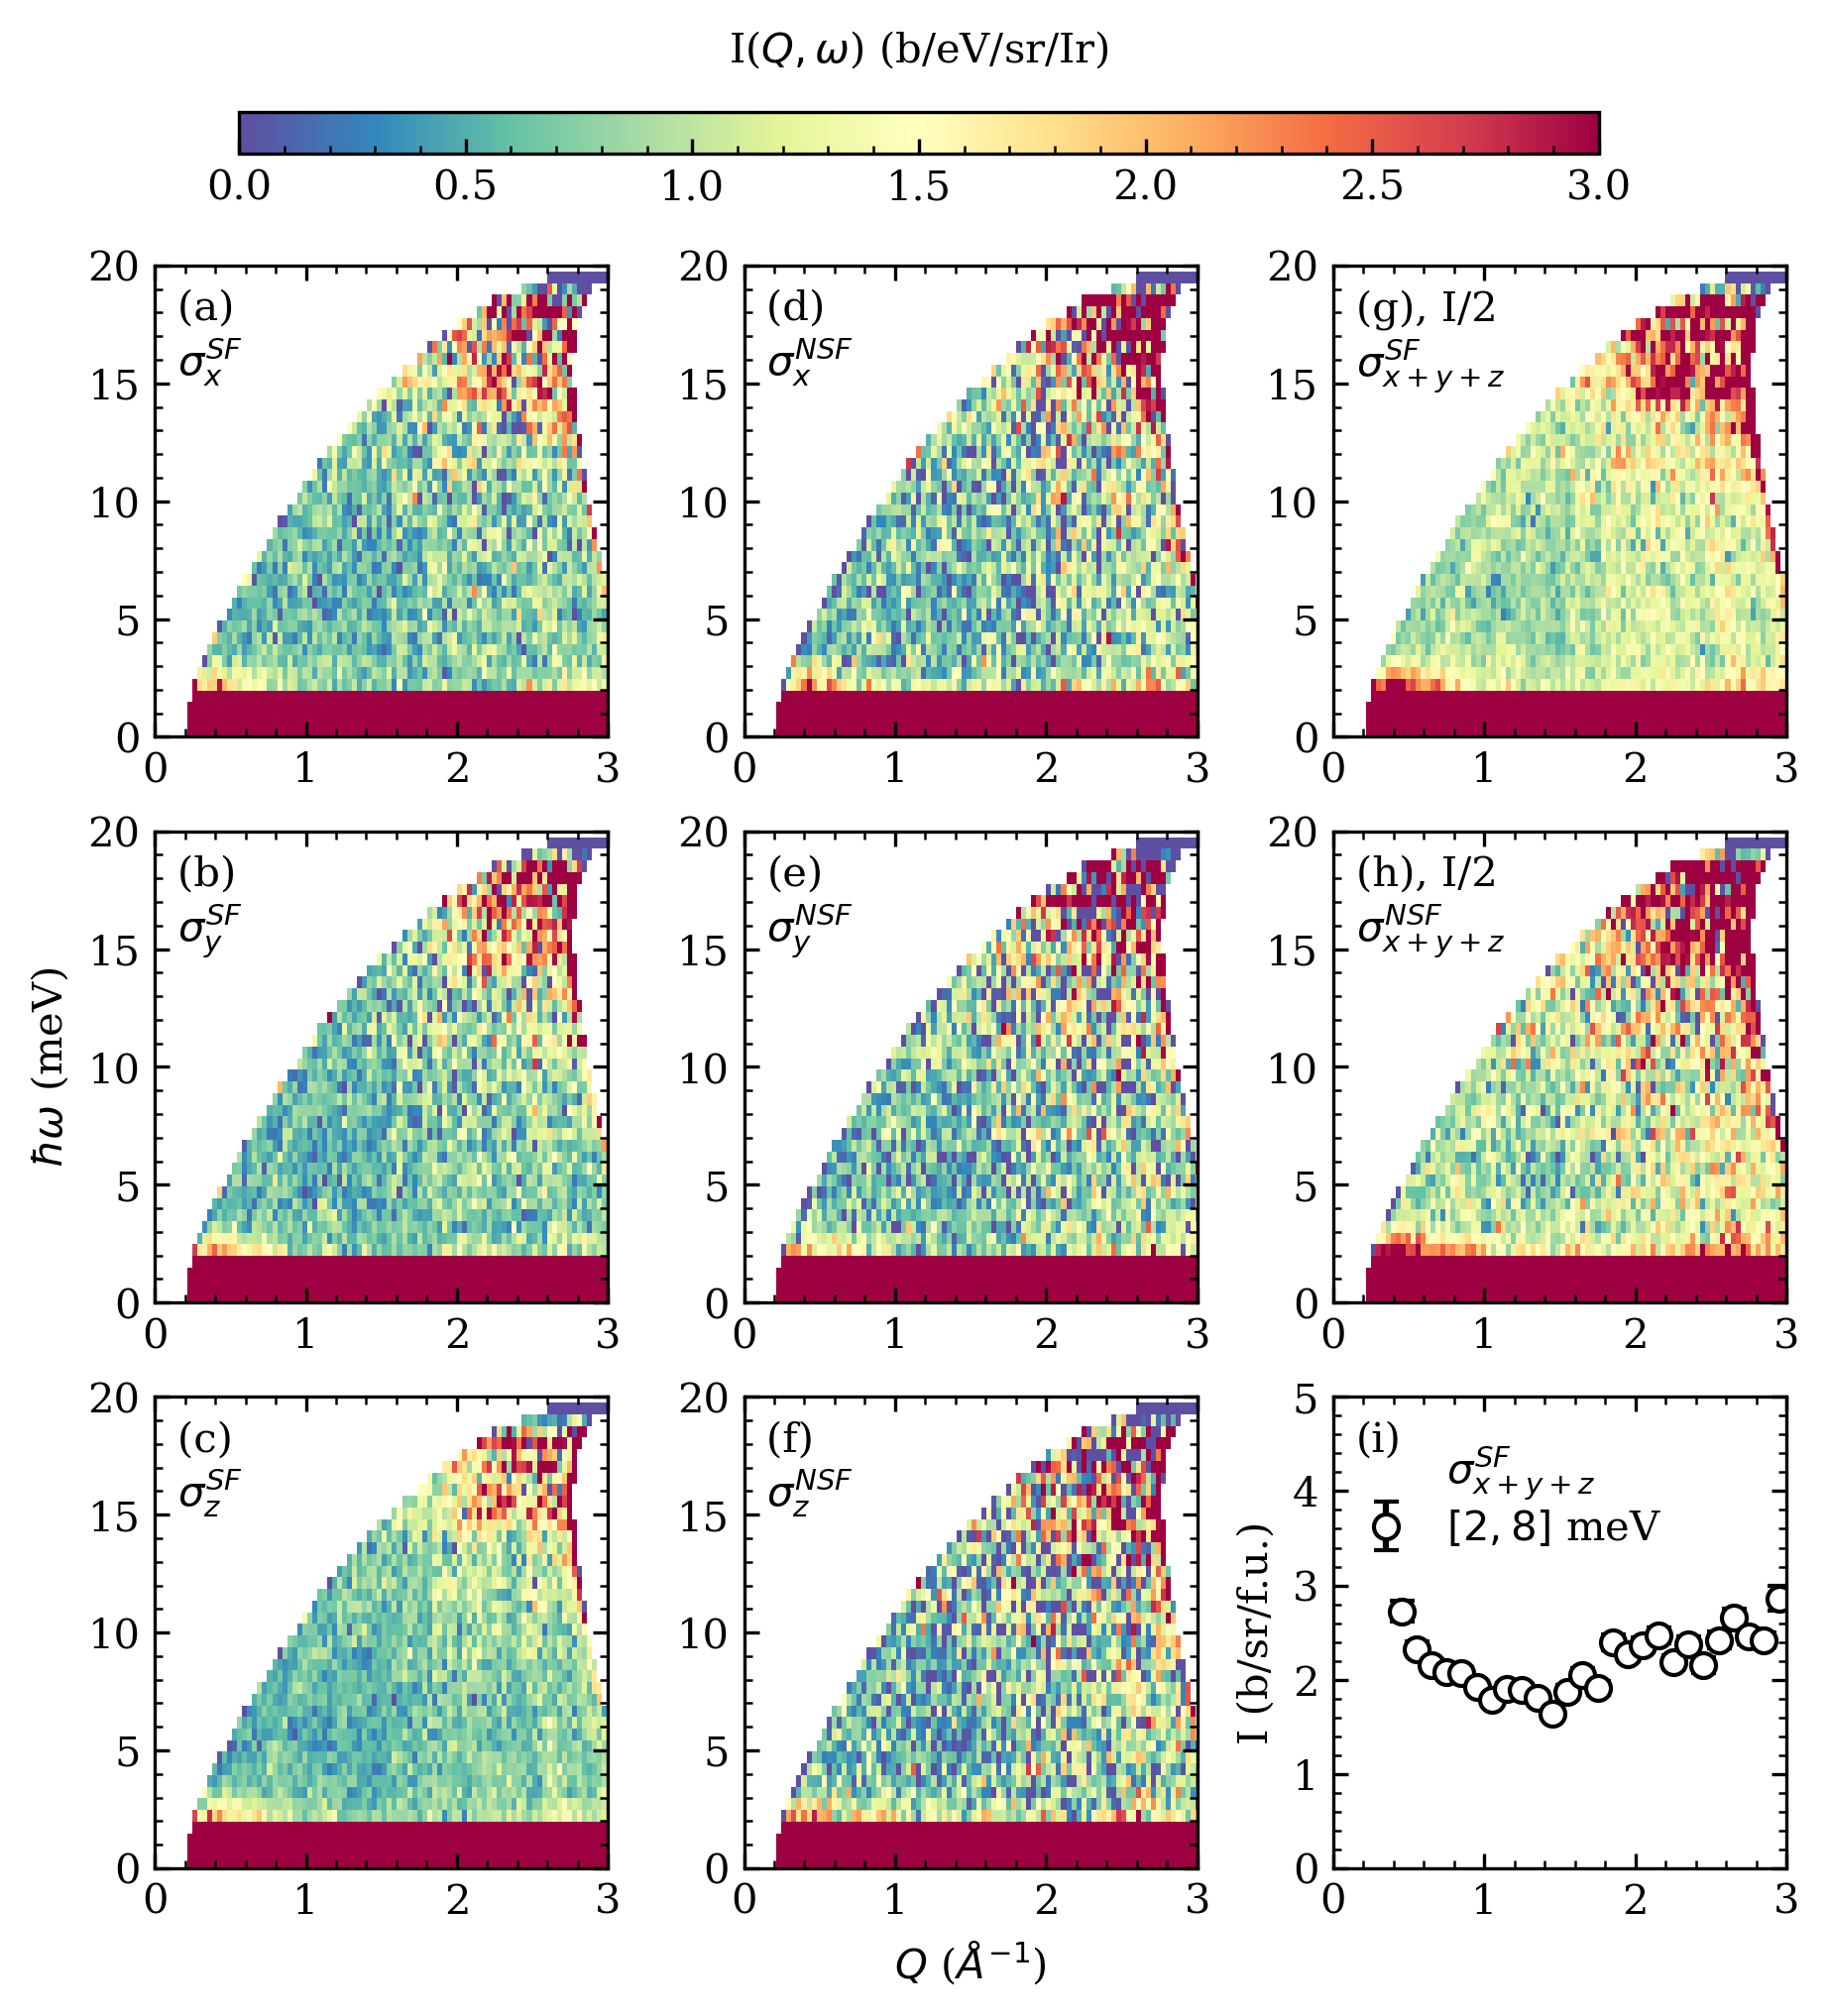 I(Q, ω) (b/eV/sr/Ir)
0.0 0.5 1.0 1.5 2.0 2.5 3.0
(a)
σ_x^{SF}
20
15
10
5
0
0 1 2 3
(d)
σ_x^{NSF}
20
15
10
5
0
0 1 2 3
(g), I/2
σ_{x+y+z}^{SF}
20
15
10
5
0
0 1 2 3
ħω (meV)
(b)
σ_y^{SF}
20
15
10
5
0
0 1 2 3
(e)
σ_y^{NSF}
20
15
10
5
0
0 1 2 3
(h), I/2
σ_{x+y+z}^{NSF}
20
15
10
5
0
0 1 2 3
(c)
σ_z^{SF}
20
15
10
5
0
0 1 2 3
(f)
σ_z^{NSF}
20
15
10
5
0
0 1 2 3
(i)
σ_{x+y+z}^{SF}
[2, 8] meV
I (b/sr/f.u.)
5
4
3
2
1
0
0 1 2 3
Q (Å⁻¹)